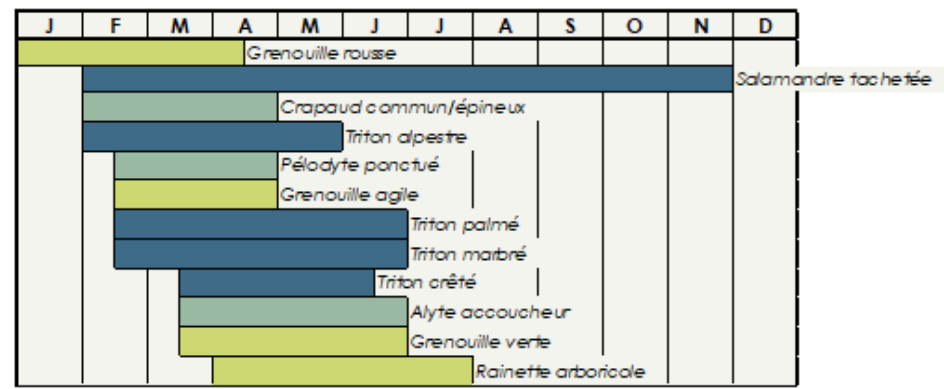 J F M A M J J A S O N D
Grenouille rousse
Salamandre tachetée
Crapaud commun/épineux
Triton alpestre
Pélodyte ponctué
Grenouille agile
Triton palmé
Triton marbré
Triton crêté
Alyte accoucheur
Grenouille verte
Rainette arboricole